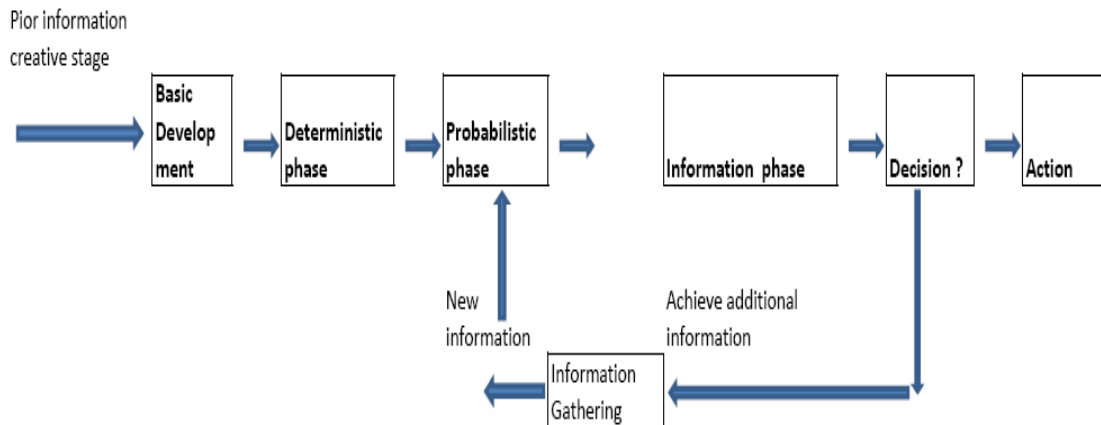 Pior information
creative stage
Basic
Develop
ment
Deterministic
phase
Probabilistic
phase
Information phase
Decision ?
Action
New
information
Achieve additional
information
Information
Gathering